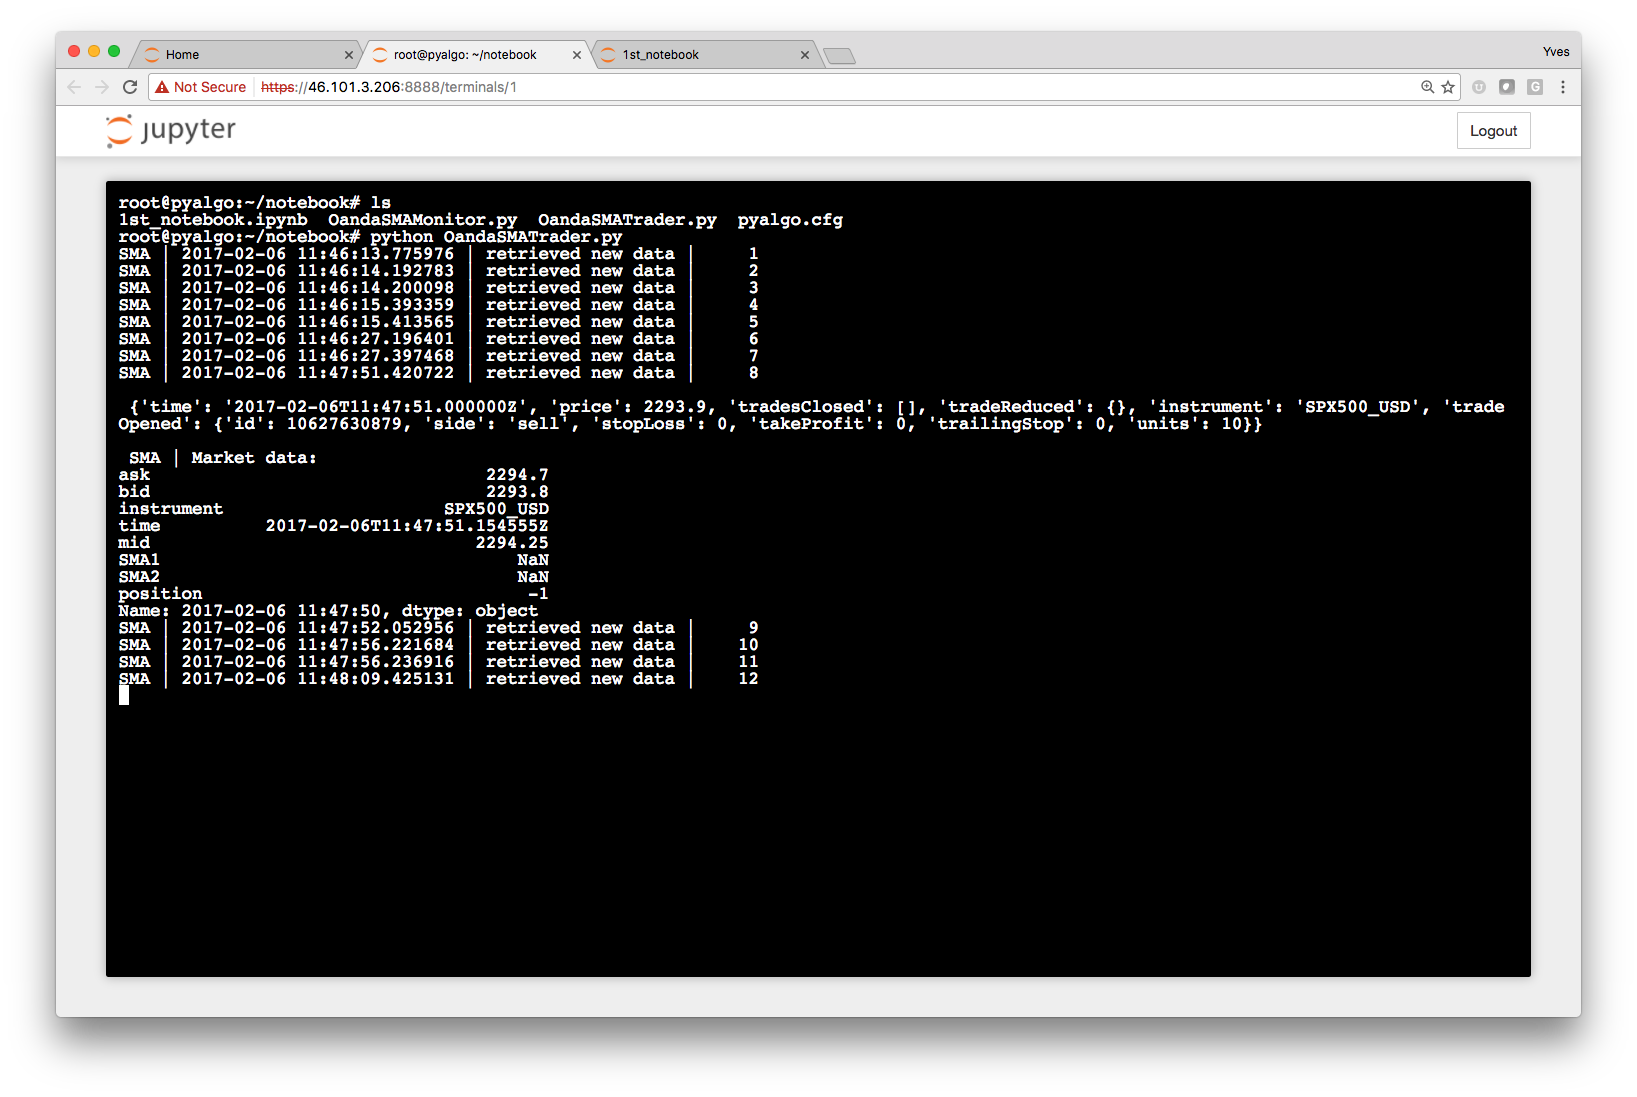 Home
root@pyalgo: ~/notebook
1st_notebook
Yves
Not Secure https://46.101.3.206:8888/terminals/1
jupyter
Logout
root@pyalgo:~/notebook# ls
1st_notebook.ipynb  OandaSMAMonitor.py  OandaSMATrader.py  pyalgo.cfg
root@pyalgo:~/notebook# python OandaSMATrader.py
SMA | 2017-02-06 11:46:13.775976 | retrieved new data |     1
SMA | 2017-02-06 11:46:14.192783 | retrieved new data |     2
SMA | 2017-02-06 11:46:14.200098 | retrieved new data |     3
SMA | 2017-02-06 11:46:15.393359 | retrieved new data |     4
SMA | 2017-02-06 11:46:15.413565 | retrieved new data |     5
SMA | 2017-02-06 11:46:27.196401 | retrieved new data |     6
SMA | 2017-02-06 11:46:27.397468 | retrieved new data |     7
SMA | 2017-02-06 11:47:51.420722 | retrieved new data |     8
{'time': '2017-02-06T11:47:51.000000Z', 'price': 2293.9, 'tradesClosed': [], 'tradeReduced': {}, 'instrument': 'SPX500_USD', 'trade
Opened': {'id': 10627630879, 'side': 'sell', 'stopLoss': 0, 'takeProfit': 0, 'trailingStop': 0, 'units': 10}}
SMA | Market data:
ask                                2294.7
bid                                2293.8
instrument                     SPX500_USD
time          2017-02-06T11:47:51.154555Z
mid                               2294.25
SMA1                                  NaN
SMA2                                  NaN
position                               -1
Name: 2017-02-06 11:47:50, dtype: object
SMA | 2017-02-06 11:47:52.052956 | retrieved new data |     9
SMA | 2017-02-06 11:47:56.221684 | retrieved new data |    10
SMA | 2017-02-06 11:47:56.236916 | retrieved new data |    11
SMA | 2017-02-06 11:48:09.425131 | retrieved new data |    12